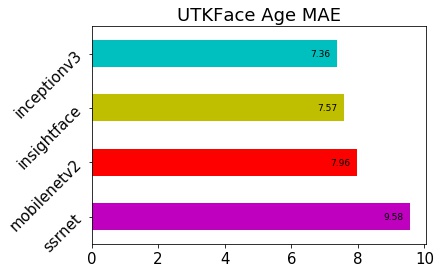 UTKFace Age MAE
inceptionv3
7.36
insightface
7.57
mobilenetv2
7.96
ssrnet
9.58
0 2 4 6 8 10